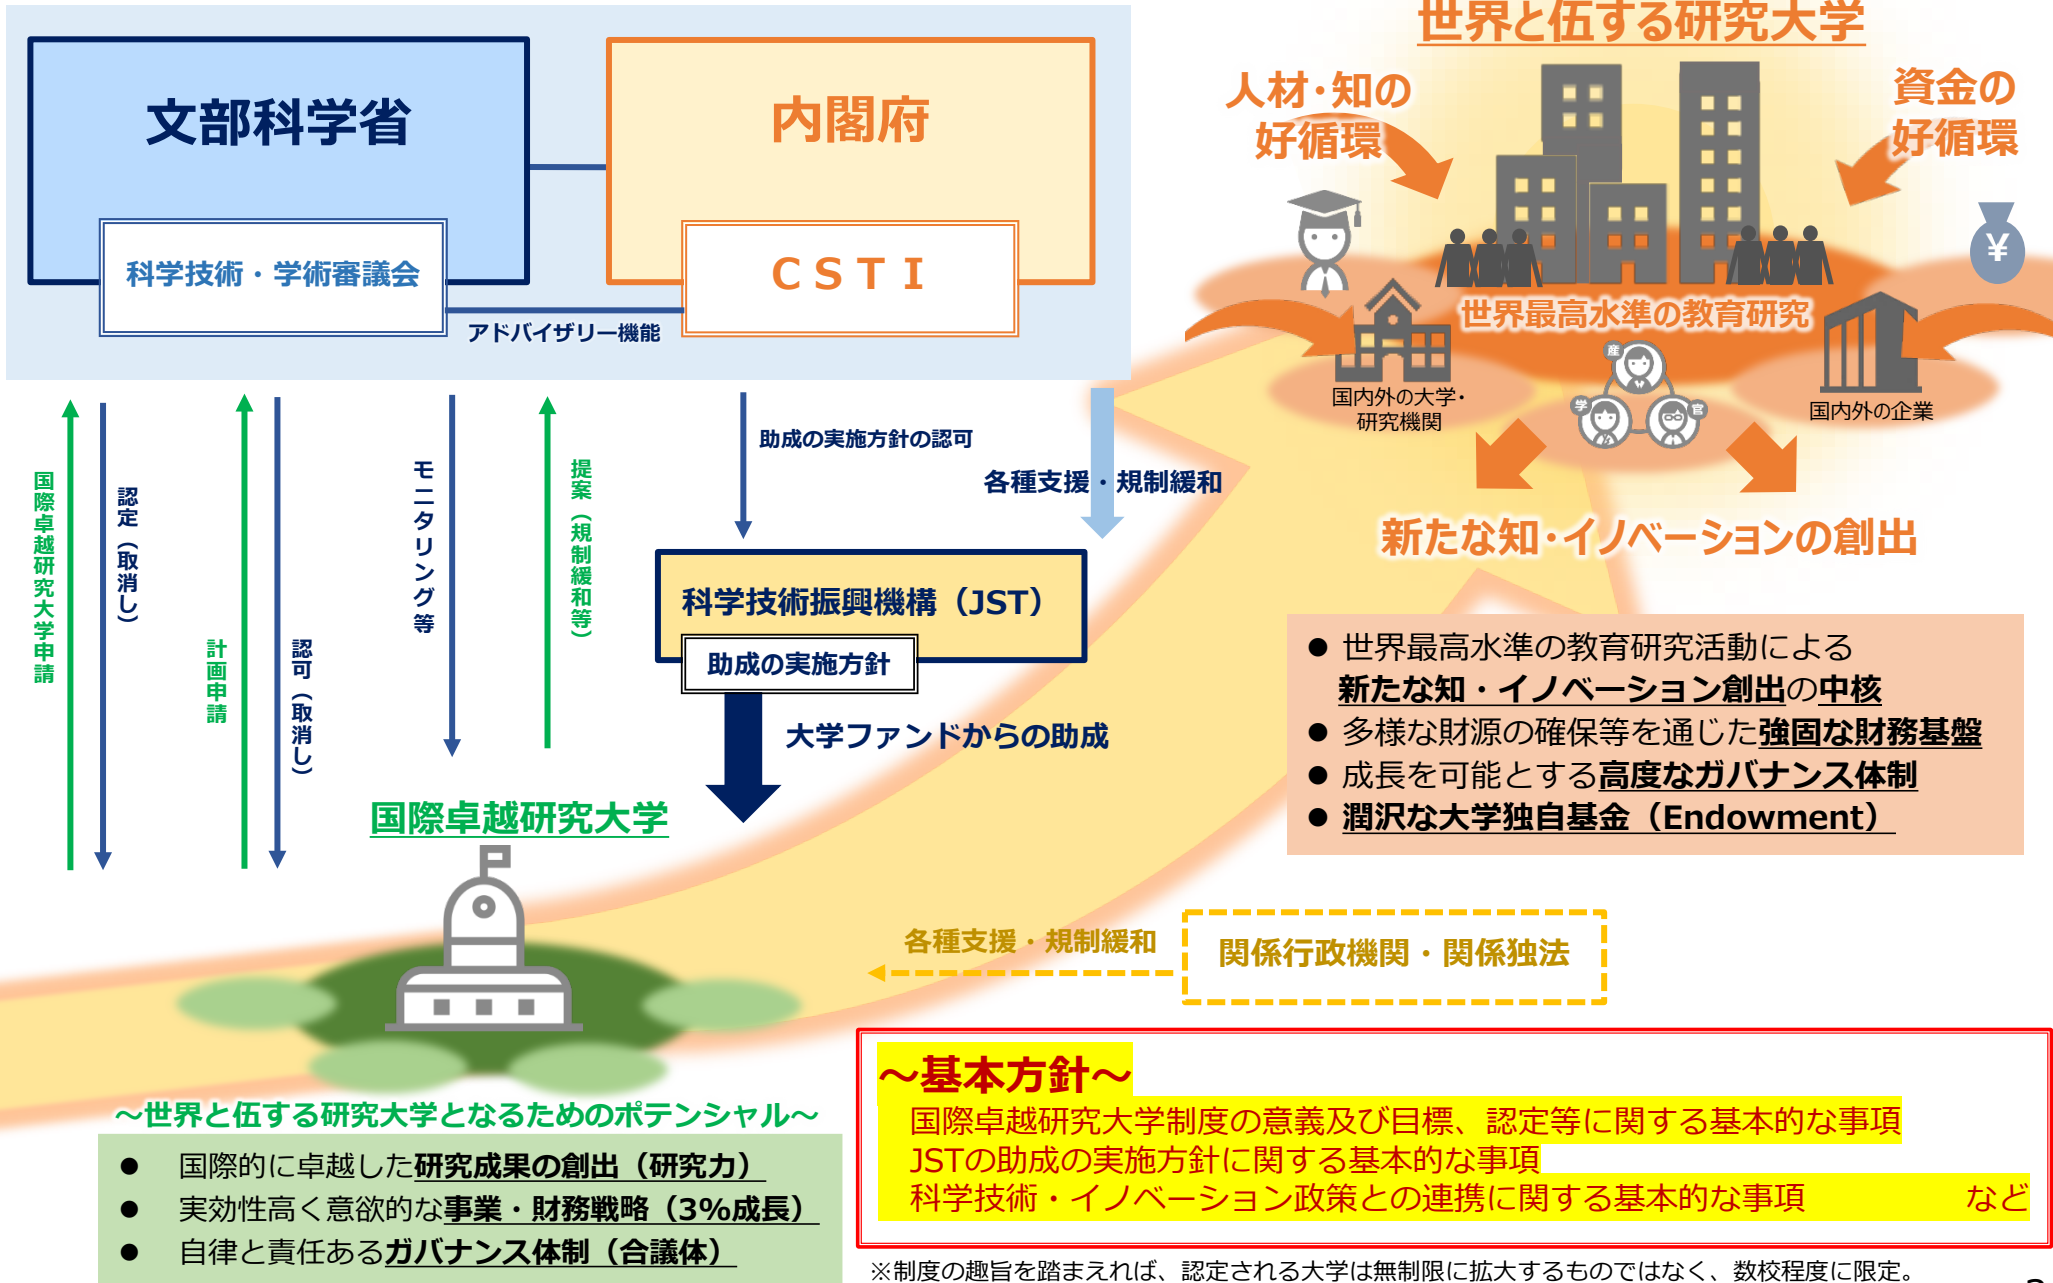 世界と伍する研究大学
文部科学省
内閣府
科学技術・学術審議会
CSTI
アドバイザリー機能
人材・知の
好循環
資金の
好循環
¥
世界最高水準の教育研究
産
学
官
国内外の大学・
研究機関
国内外の企業
新たな知・イノベーションの創出
国際卓越研究大学申請
認定（取消し）
計画申請
認可（取消し）
モニタリング等
提案（規制緩和等）
助成の実施方針の認可
各種支援・規制緩和
科学技術振興機構（JST）
助成の実施方針
大学ファンドからの助成
● 世界最高水準の教育研究活動による
新たな知・イノベーション創出の中核
● 多様な財源の確保等を通じた強固な財務基盤
● 成長を可能とする高度なガバナンス体制
● 潤沢な大学独自基金（Endowment）
国際卓越研究大学
各種支援・規制緩和
関係行政機関・関係独法
～世界と伍する研究大学となるためのポテンシャル～
● 国際的に卓越した研究成果の創出（研究力）
● 実効性高く意欲的な事業・財務戦略（3%成長）
● 自律と責任あるガバナンス体制（合議体）
～基本方針～
国際卓越研究大学制度の意義及び目標、認定等に関する基本的な事項
JSTの助成の実施方針に関する基本的な事項
科学技術・イノベーション政策との連携に関する基本的な事項 など
※制度の趣旨を踏まえれば、認定される大学は無制限に拡大するものではなく、数校程度に限定。